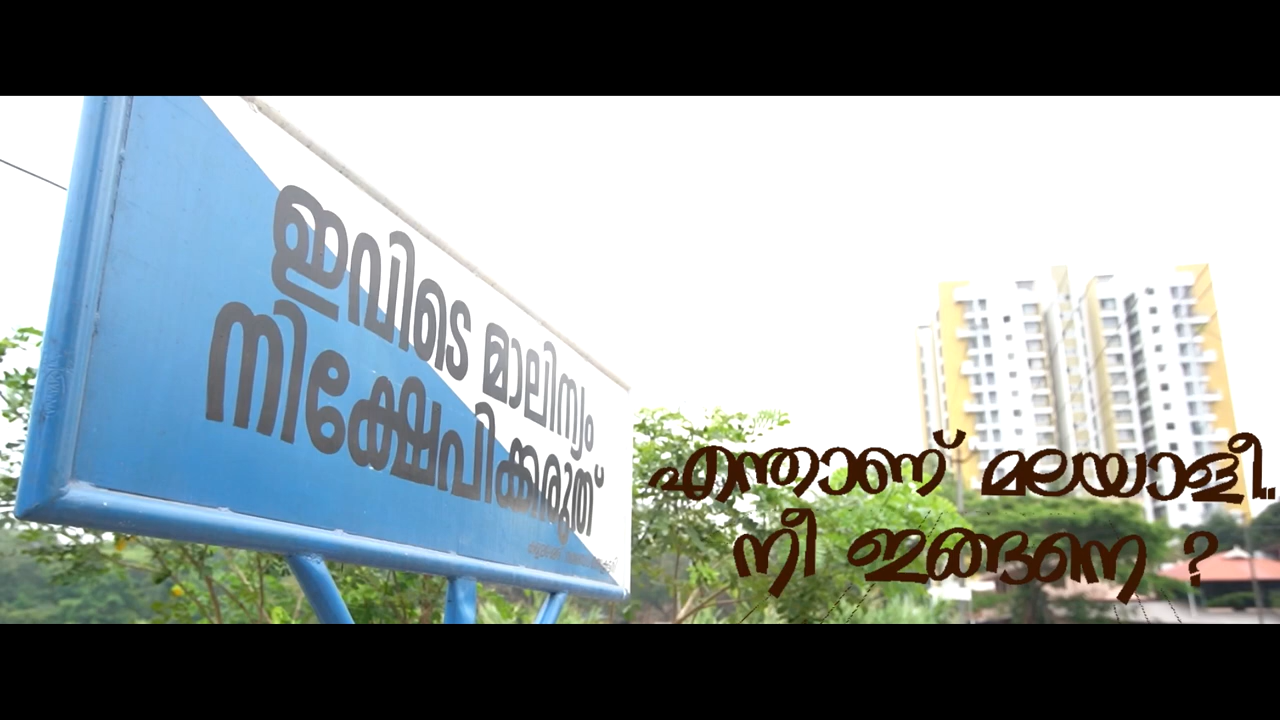 ഇവിടെ മാലിന്യം
നിക്ഷേപിക്കരുത്
എന്താണ് മലയാളീ..
നീ ഇങ്ങനെ ?